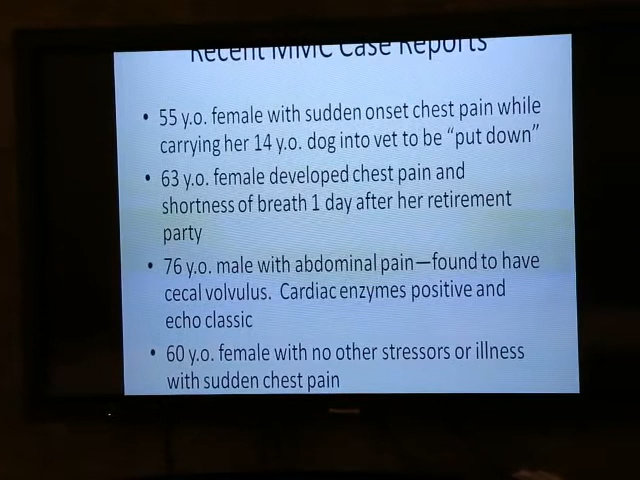 Recent MMC Case Reports
• 55 y.o. female with sudden onset chest pain while
carrying her 14 y.o. dog into vet to be “put down”
• 63 y.o. female developed chest pain and
shortness of breath 1 day after her retirement
party
• 76 y.o. male with abdominal pain—found to have
cecal volvulus. Cardiac enzymes positive and
echo classic
• 60 y.o. female with no other stressors or illness
with sudden chest pain